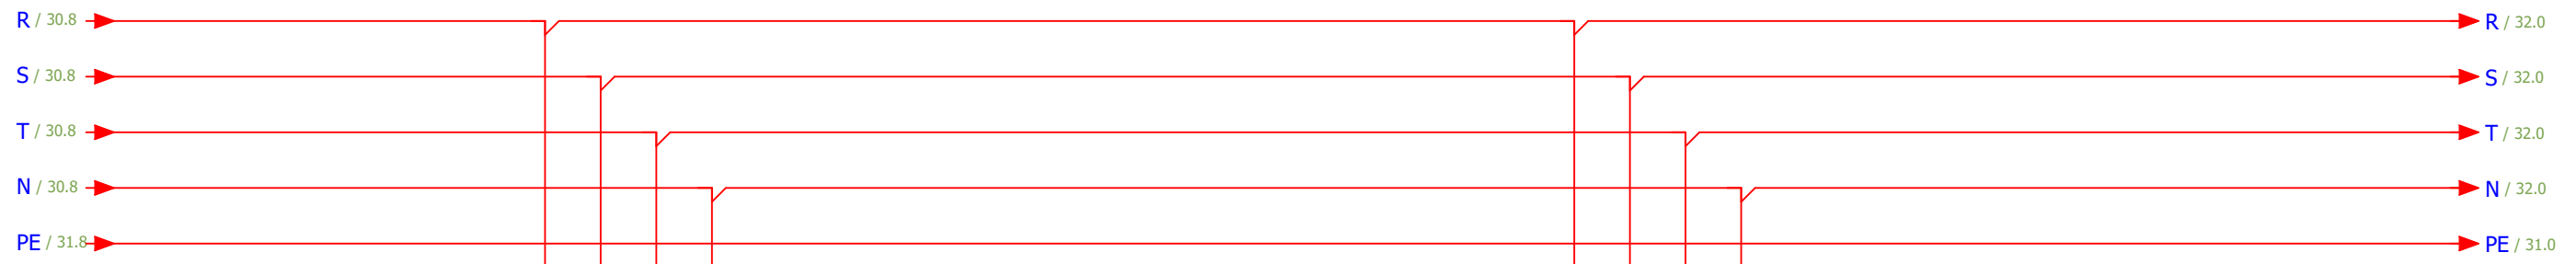 R / 30.8 R / 32.0
S / 30.8 S / 32.0
T / 30.8 T / 32.0
N / 30.8 N / 32.0
PE / 31.8 PE / 31.0